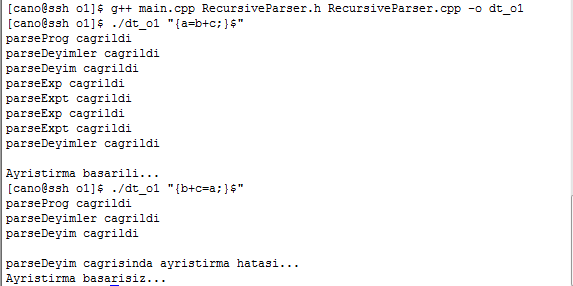 [cano@ssh o1]$ g++ main.cpp RecursiveParser.h RecursiveParser.cpp -o dt_o1
[cano@ssh o1]$ ./dt_o1 "{a=b+c;}$"
parseProg cagrildi
parseDeyimler cagrildi
parseDeyim cagrildi
parseExp cagrildi
parseExpt cagrildi
parseExp cagrildi
parseExpt cagrildi
parseDeyimler cagrildi
Ayristirma basarili...
[cano@ssh o1]$ ./dt_o1 "{b+c=a;}$"
parseProg cagrildi
parseDeyimler cagrildi
parseDeyim cagrildi
parseDeyim cagrisinda ayristirma hatasi...
Ayristirma basarisiz...